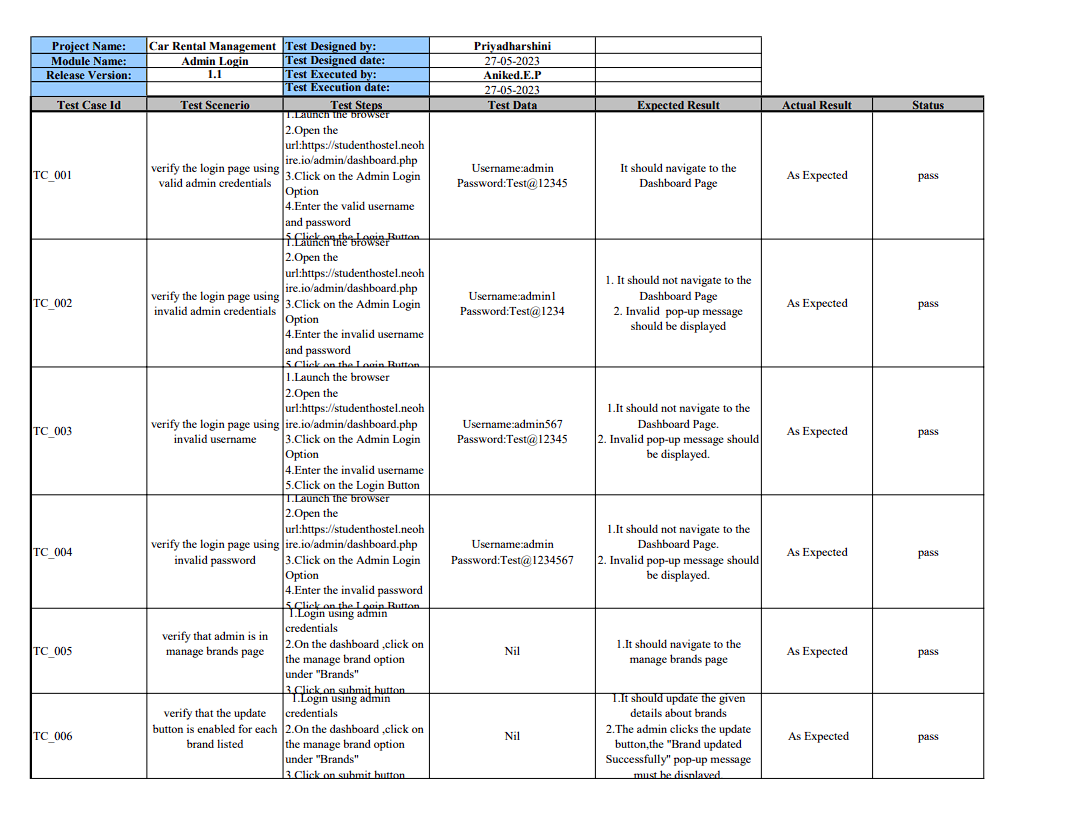 Project Name: Car Rental Management Test Designed by: Priyadharshini
Module Name: Admin Login Test Designed date: 27-05-2023
Release Version: 1.1 Test Executed by: Aniked.E.P
Test Execution date: 27-05-2023
Test Case Id Test Scenerio Test Steps Test Data Expected Result Actual Result Status
TC_001
verify the login page using
valid admin credentials
1.Launch the browser
2.Open the
url:https://studenthostel.neoh
ire.io/admin/dashboard.php
3.Click on the Admin Login
Option
4.Enter the valid username
and password
5.Click on the Login Button
Username:admin
Password:Test@12345
It should navigate to the
Dashboard Page
As Expected
pass
TC_002
verify the login page using
invalid admin credentials
1.Launch the browser
2.Open the
url:https://studenthostel.neoh
ire.io/admin/dashboard.php
3.Click on the Admin Login
Option
4.Enter the invalid username
and password
5.Click on the Login Button
Username:admin1
Password:Test@1234
1. It should not navigate to the
Dashboard Page
2. Invalid  pop-up message
should be displayed
As Expected
pass
TC_003
verify the login page using
invalid username
1.Launch the browser
2.Open the
url:https://studenthostel.neoh
ire.io/admin/dashboard.php
3.Click on the Admin Login
Option
4.Enter the invalid username
5.Click on the Login Button
Username:admin567
Password:Test@12345
1.It should not navigate to the
Dashboard Page.
2. Invalid pop-up message should
be displayed.
As Expected
pass
TC_004
verify the login page using
invalid password
1.Launch the browser
2.Open the
url:https://studenthostel.neoh
ire.io/admin/dashboard.php
3.Click on the Admin Login
Option
4.Enter the invalid password
5.Click on the Login Button
Username:admin
Password:Test@1234567
1.It should not navigate to the
Dashboard Page.
2. Invalid pop-up message should
be displayed.
As Expected
pass
TC_005
verify that admin is in
manage brands page
1.Login using admin
credentials
2.On the dashboard ,click on
the manage brand option
under "Brands"
3.Click on submit button
Nil
1.It should navigate to the
manage brands page
As Expected
pass
TC_006
verify that the update
button is enabled for each
brand listed
1.Login using admin
credentials
2.On the dashboard ,click on
the manage brand option
under "Brands"
3.Click on submit button
Nil
1.It should update the given
details about brands
2.The admin clicks the update
button,the "Brand updated
Successfully" pop-up message
must be displayed.
As Expected
pass